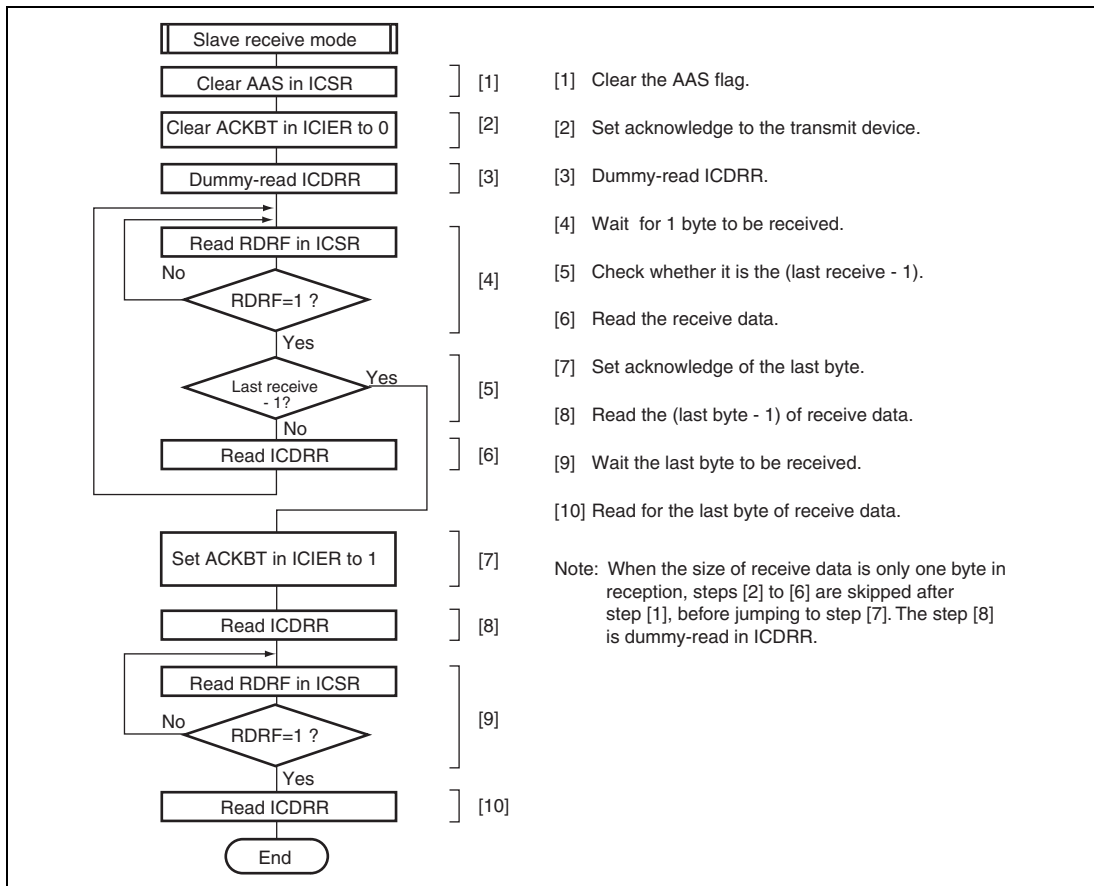 Slave receive mode
Clear AAS in ICSR
[1]
[1] Clear the AAS flag.
Clear ACKBT in ICIER to 0
[2]
[2] Set acknowledge to the transmit device.
Dummy-read ICDRR
[3]
[3] Dummy-read ICDRR.
Read RDRF in ICSR
[4] Wait for 1 byte to be received.
No
[4]
RDRF=1 ?
[5] Check whether it is the (last receive - 1).
Yes
[6] Read the receive data.
Last receive
- 1?
Yes
[5]
[7] Set acknowledge of the last byte.
No
[8] Read the (last byte - 1) of receive data.
Read ICDRR
[6]
[9] Wait the last byte to be received.
[10] Read for the last byte of receive data.
Set ACKBT in ICIER to 1
[7]
Note: When the size of receive data is only one byte in
reception, steps [2] to [6] are skipped after
step [1], before jumping to step [7]. The step [8]
is dummy-read in ICDRR.
Read ICDRR
[8]
Read RDRF in ICSR
No
[9]
RDRF=1 ?
Yes
Read ICDRR
[10]
End